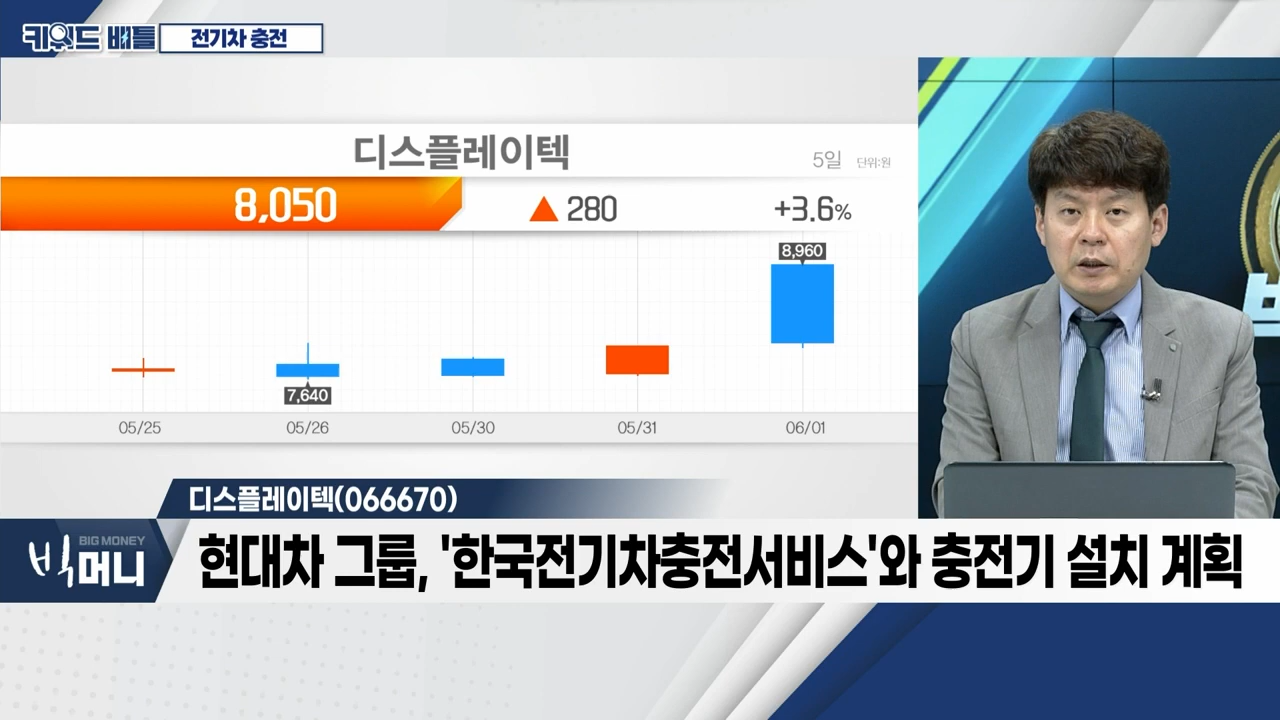 키워드 배틀
전기차 충전
디스플레이텍
5일 단위:원
8,050 ▲ 280 +3.6%
8,960
7,640
05/25 05/26 05/30 05/31 06/01
디스플레이텍(066670)
BIG MONEY
빅머니
현대차 그룹, '한국전기차충전서비스'와 충전기 설치 계획